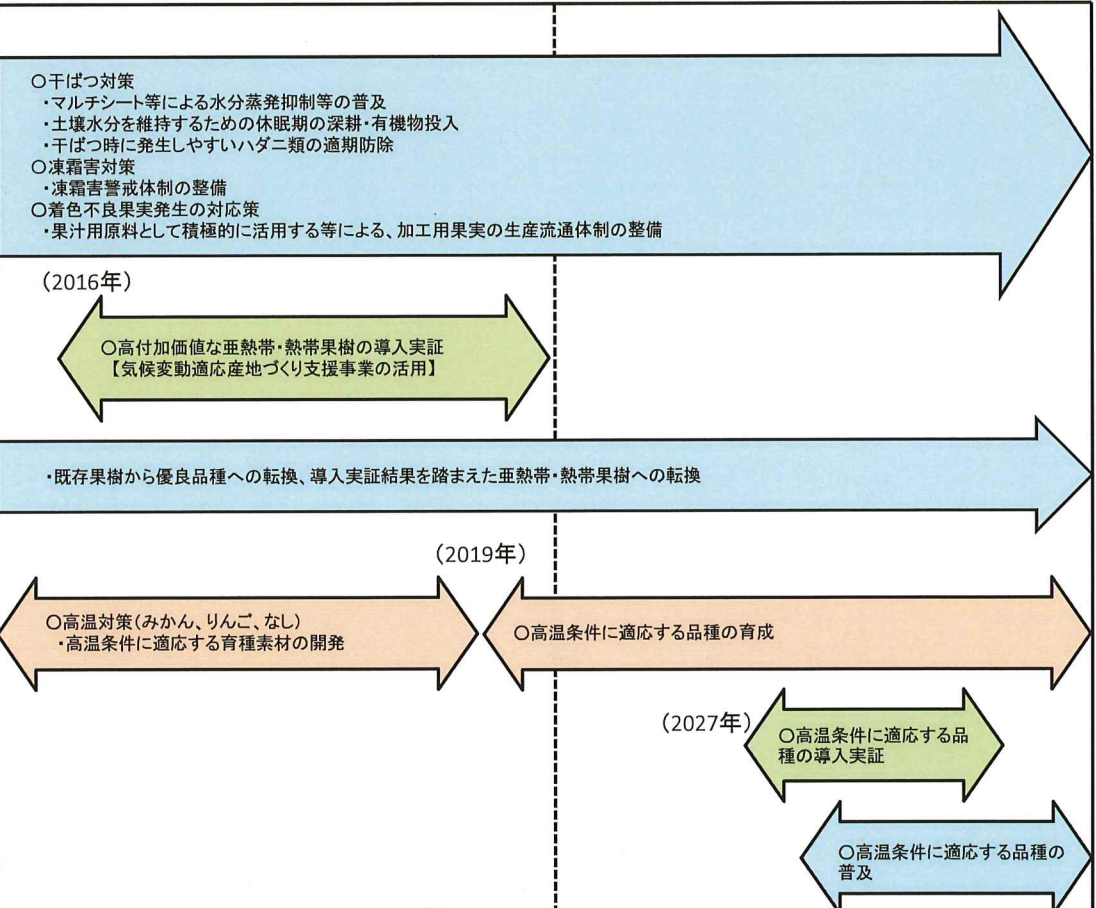 〇干ばつ対策
・マルチシート等による水分蒸発抑制等の普及
・土壌水分を維持するための休眠期の深耕・有機物投入
・干ばつ時に発生しやすいハダニ類の適期防除
〇凍霜害対策
・凍霜害警戒体制の整備
〇着色不良果実発生の対応策
・果汁用原料として積極的に活用する等による、加工用果実の生産流通体制の整備
(2016年)
〇高付加価値な亜熱帯・熱帯果樹の導入実証
【気候変動適応産地づくり支援事業の活用】
・既存果樹から優良品種への転換、導入実証結果を踏まえた亜熱帯・熱帯果樹への転換
(2019年)
〇高温対策(みかん、りんご、なし)
・高温条件に適応する育種素材の開発
〇高温条件に適応する品種の育成
(2027年)
〇高温条件に適応する品
種の導入実証
〇高温条件に適応する品種の
普及